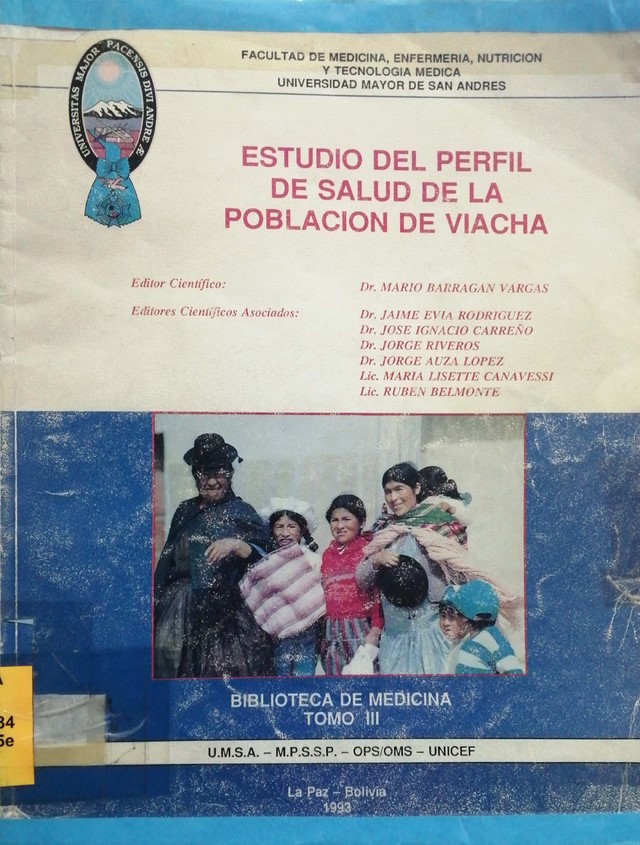 UNIVERSITAS MAJOR PACENSIS DIVI ANDREÆ
FACULTAD DE MEDICINA, ENFERMERIA, NUTRICION
Y TECNOLOGIA MEDICA
UNIVERSIDAD MAYOR DE SAN ANDRES
ESTUDIO DEL PERFIL
DE SALUD DE LA
POBLACION DE VIACHA
Editor Científico:
Dr. MARIO BARRAGAN VARGAS
Editores Científicos Asociados:
Dr. JAIME EVIA RODRIGUEZ
Dr. JOSE IGNACIO CARREÑO
Dr. JORGE RIVEROS
Dr. JORGE AUZA LOPEZ
Lic. MARIA LISETTE CANAVESSI
Lic. RUBEN BELMONTE
BIBLIOTECA DE MEDICINA
TOMO III
U.M.S.A. – M.P.S.S.P. – OPS/OMS – UNICEF
La Paz – Bolivia
1993